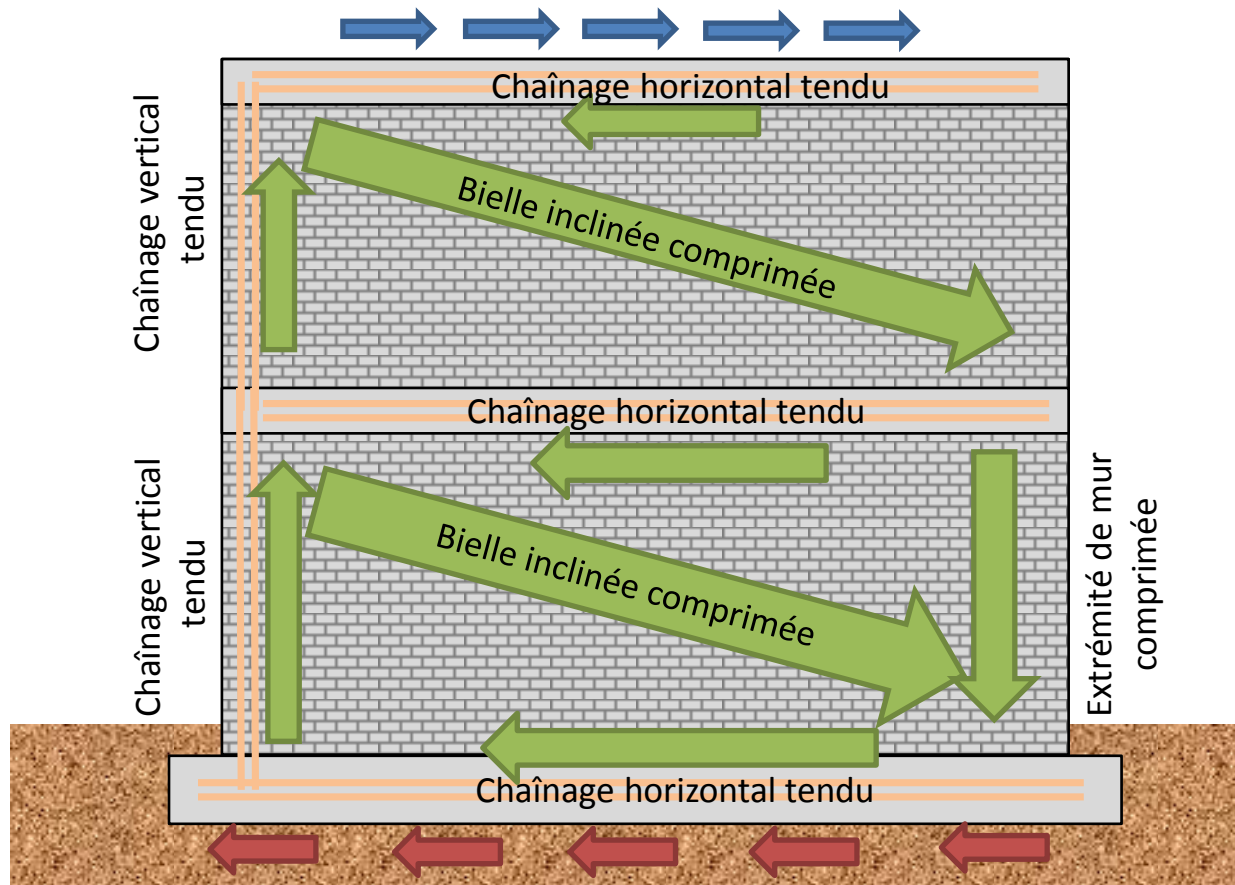 Chaînage horizontal tendu
Chaînage vertical
tendu
Bielle inclinée comprimée
Chaînage horizontal tendu
Chaînage vertical
tendu
Bielle inclinée comprimée
Extrémité de mur
comprimée
Chaînage horizontal tendu